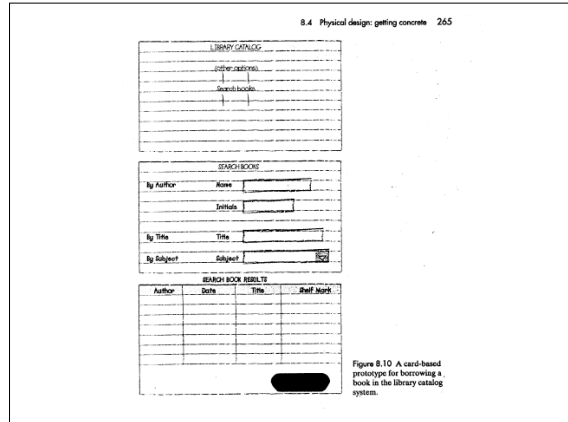 8.4 Physical design: getting concrete 265
LIBRARY CATALOG
(other options)
Search books
SEARCH BOOKS
By Author Name
Initials
By Title Title
By Subject Subject
SEARCH BOOK RESULTS
Author Date Title Shelf Mark
Figure 8.10 A card-based
prototype for borrowing a
book in the library catalog
system.